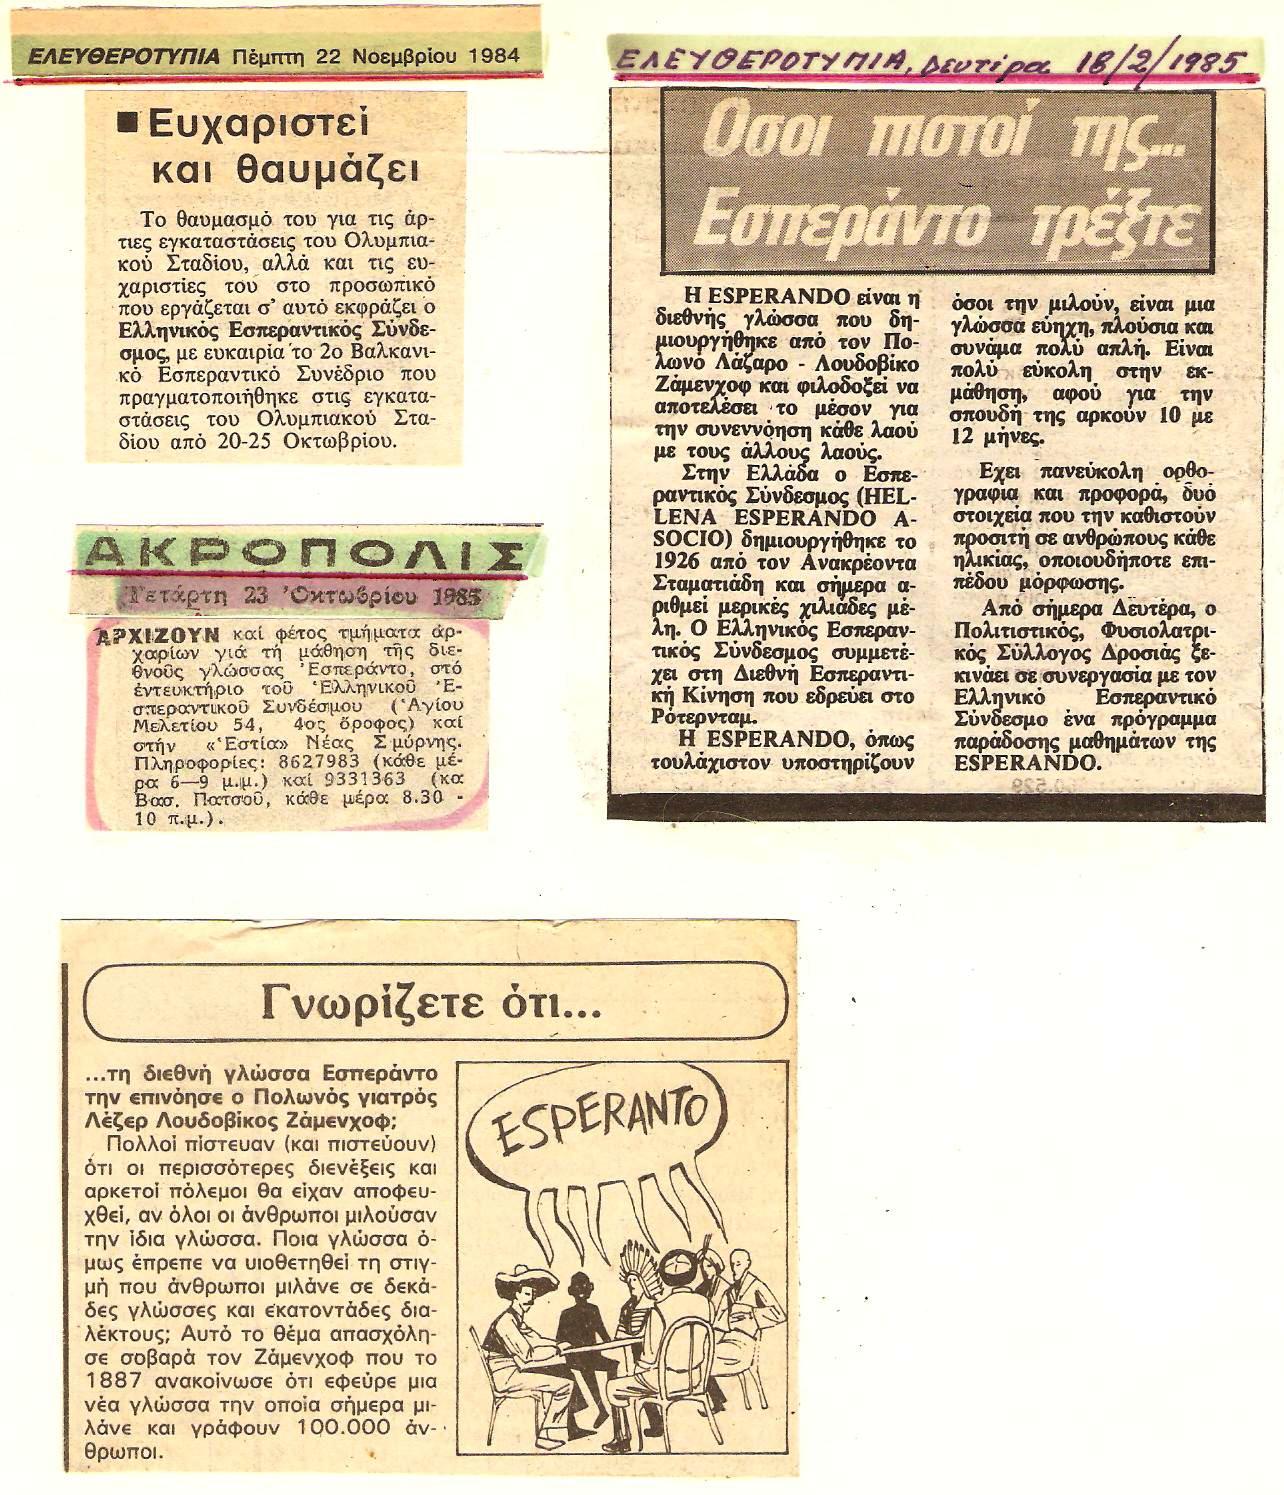 ΕΛΕΥΘΕΡΟΤΥΠΙΑ Πέμπτη 22 Νοεμβρίου 1984
■ Ευχαριστεί
και θαυμάζει
Το θαυμασμό του για τις άρ-
τιες εγκαταστάσεις του Ολυμπια-
κού Σταδίου, αλλά και τις ευ-
χαριστίες του στο προσωπικό
που εργάζεται σ' αυτό εκφράζει ο
Ελληνικός Εσπεραντικός Σύνδε-
σμος, με ευκαιρία το 2ο Βαλκανι-
κό Εσπεραντικό Συνέδριο που
πραγματοποιήθηκε στις εγκατα-
στάσεις του Ολυμπιακού Στα-
δίου από 20-25 Οκτωβρίου.
ΑΚΡΟΠΟΛΙΣ
Τετάρτη 23 Ὀκτωβρίου 1985
ΑΡΧΙΖΟΥΝ καί φέτος τμήματα ἀρ-
χαρίων γιά τή μάθηση τῆς διε-
θνοῦς γλώσσας Ἐσπεράντο, στό
ἐντευκτήριο τοῦ Ἑλληνικοῦ Ἐ-
σπεραντικοῦ Συνδέσμου (Ἁγίου
Μελετίου 54, 4ος ὄροφος) καί
στήν «Ἑστία» Νέας Σμύρνης.
Πληροφορίες: 8627983 (κάθε μέ-
ρα 6—9 μ.μ.) καί 9331363 (κα
Βασ. Πατσοῦ, κάθε μέρα 8.30 -
10 π.μ.).
ΕΛΕΥΘΕΡΟΤΥΠΙΑ, Δευτέρα 18/2/1985
Οσοι πιστοί της...
Εσπεράντο τρέξτε
Η ESPERANDO είναι η
διεθνής γλώσσα που δη-
μιουργήθηκε από τον Πο-
λωνό Λάζαρο - Λουδοβίκο
Ζάμενχοφ και φιλοδοξεί να
αποτελέσει το μέσον για
την συνεννόηση κάθε λαού
με τους άλλους λαούς.
Στην Ελλάδα ο Εσπε-
ραντικός Σύνδεσμος (HEL-
LENA ESPERANDO A-
SOCIO) δημιουργήθηκε το
1926 από τον Ανακρέοντα
Σταματιάδη και σήμερα α-
ριθμεί μερικές χιλιάδες μέ-
λη. Ο Ελληνικός Εσπεραν-
τικός Σύνδεσμος συμμετέ-
χει στη Διεθνή Εσπεραντι-
κή Κίνηση που εδρεύει στο
Ρότερνταμ.
Η ESPERANDO, όπως
τουλάχιστον υποστηρίζουν
όσοι την μιλούν, είναι μια
γλώσσα εύηχη, πλούσια και
συνάμα πολύ απλή. Είναι
πολύ εύκολη στην εκ-
μάθηση, αφού για την
σπουδή της αρκούν 10 με
12 μήνες.
Εχει πανεύκολη ορθο-
γραφία και προφορά, δυό
στοιχεία που την καθιστούν
προσιτή σε ανθρώπους κάθε
ηλικίας, οποιουδήποτε επι-
πέδου μόρφωσης.
Από σήμερα Δευτέρα, ο
Πολιτιστικός, Φυσιολατρι-
κός Σύλλογος Δροσιάς ξε-
κινάει σε συνεργασία με τον
Ελληνικό Εσπεραντικό
Σύνδεσμο ένα πρόγραμμα
παράδοσης μαθημάτων της
ESPERANDO.
Γνωρίζετε ότι...
...τη διεθνή γλώσσα Εσπεράντο
την επινόησε ο Πολωνός γιατρός
Λέζερ Λουδοβίκος Ζάμενχοφ;
Πολλοί πίστευαν (και πιστεύουν)
ότι οι περισσότερες διενέξεις και
αρκετοί πόλεμοι θα είχαν αποφευ-
χθεί, αν όλοι οι άνθρωποι μιλούσαν
την ίδια γλώσσα. Ποια γλώσσα ό-
μως έπρεπε να υιοθετηθεί τη στιγ-
μή που άνθρωποι μιλάνε σε δεκά-
δες γλώσσες και εκατοντάδες δια-
λέκτους; Αυτό το θέμα απασχόλη-
σε σοβαρά τον Ζάμενχοφ που το
1887 ανακοίνωσε ότι εφεύρε μια
νέα γλώσσα την οποία σήμερα μι-
λάνε και γράφουν 100.000 άν-
θρωποι.
ESPERANTO